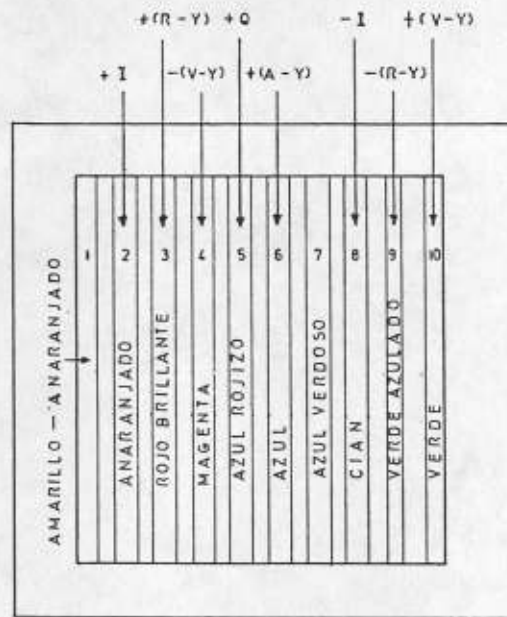 +(R-Y) +Q -I +(V-Y)
+I -(V-Y) +(A-Y) -(R-Y)
1 2 3 4 5 6 7 8 9 10
AMARILLO - ANARANJADO
ANARANJADO
ROJO BRILLANTE
MAGENTA
AZUL ROJIZO
AZUL
AZUL VERDOSO
CIAN
VERDE AZULADO
VERDE